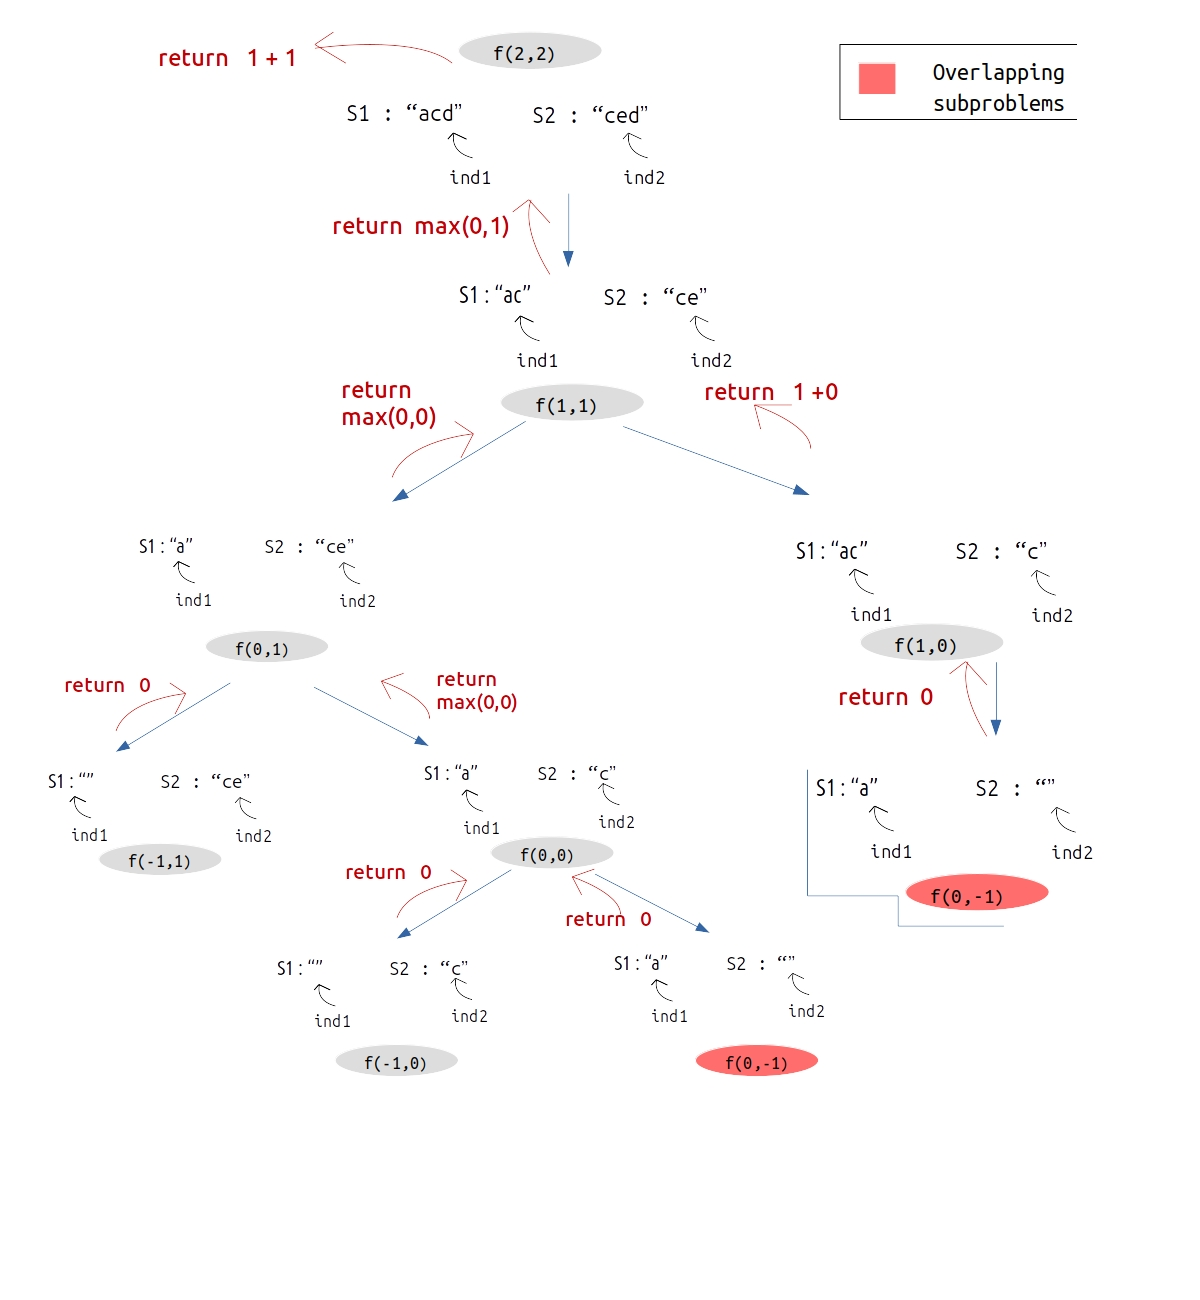 return 1 + 1
f(2,2)
Overlapping
subproblems
S1 : “acd” S2 : “ced”
ind1 ind2
return max(0,1)
S1:“ac” S2 : “ce”
ind1 ind2
return
max(0,0)
f(1,1)
return 1 +0
S1:“a” S2 : “ce”
ind1 ind2
f(0,1)
S1:“ac” S2 : “c”
ind1 ind2
f(1,0)
return 0
return
max(0,0)
return 0
S1:“” S2 : “ce”
ind1 ind2
f(-1,1)
S1:“a” S2 : “c”
ind1 ind2
f(0,0)
S1:“a” S2 : “”
ind1 ind2
f(0,-1)
return 0
return 0
S1:“” S2 : “c”
ind1 ind2
f(-1,0)
S1:“a” S2 : “”
ind1 ind2
f(0,-1)